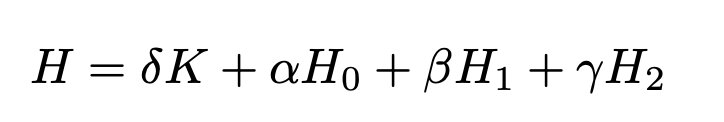 H = δK + αH₀ + βH₁ + γH₂